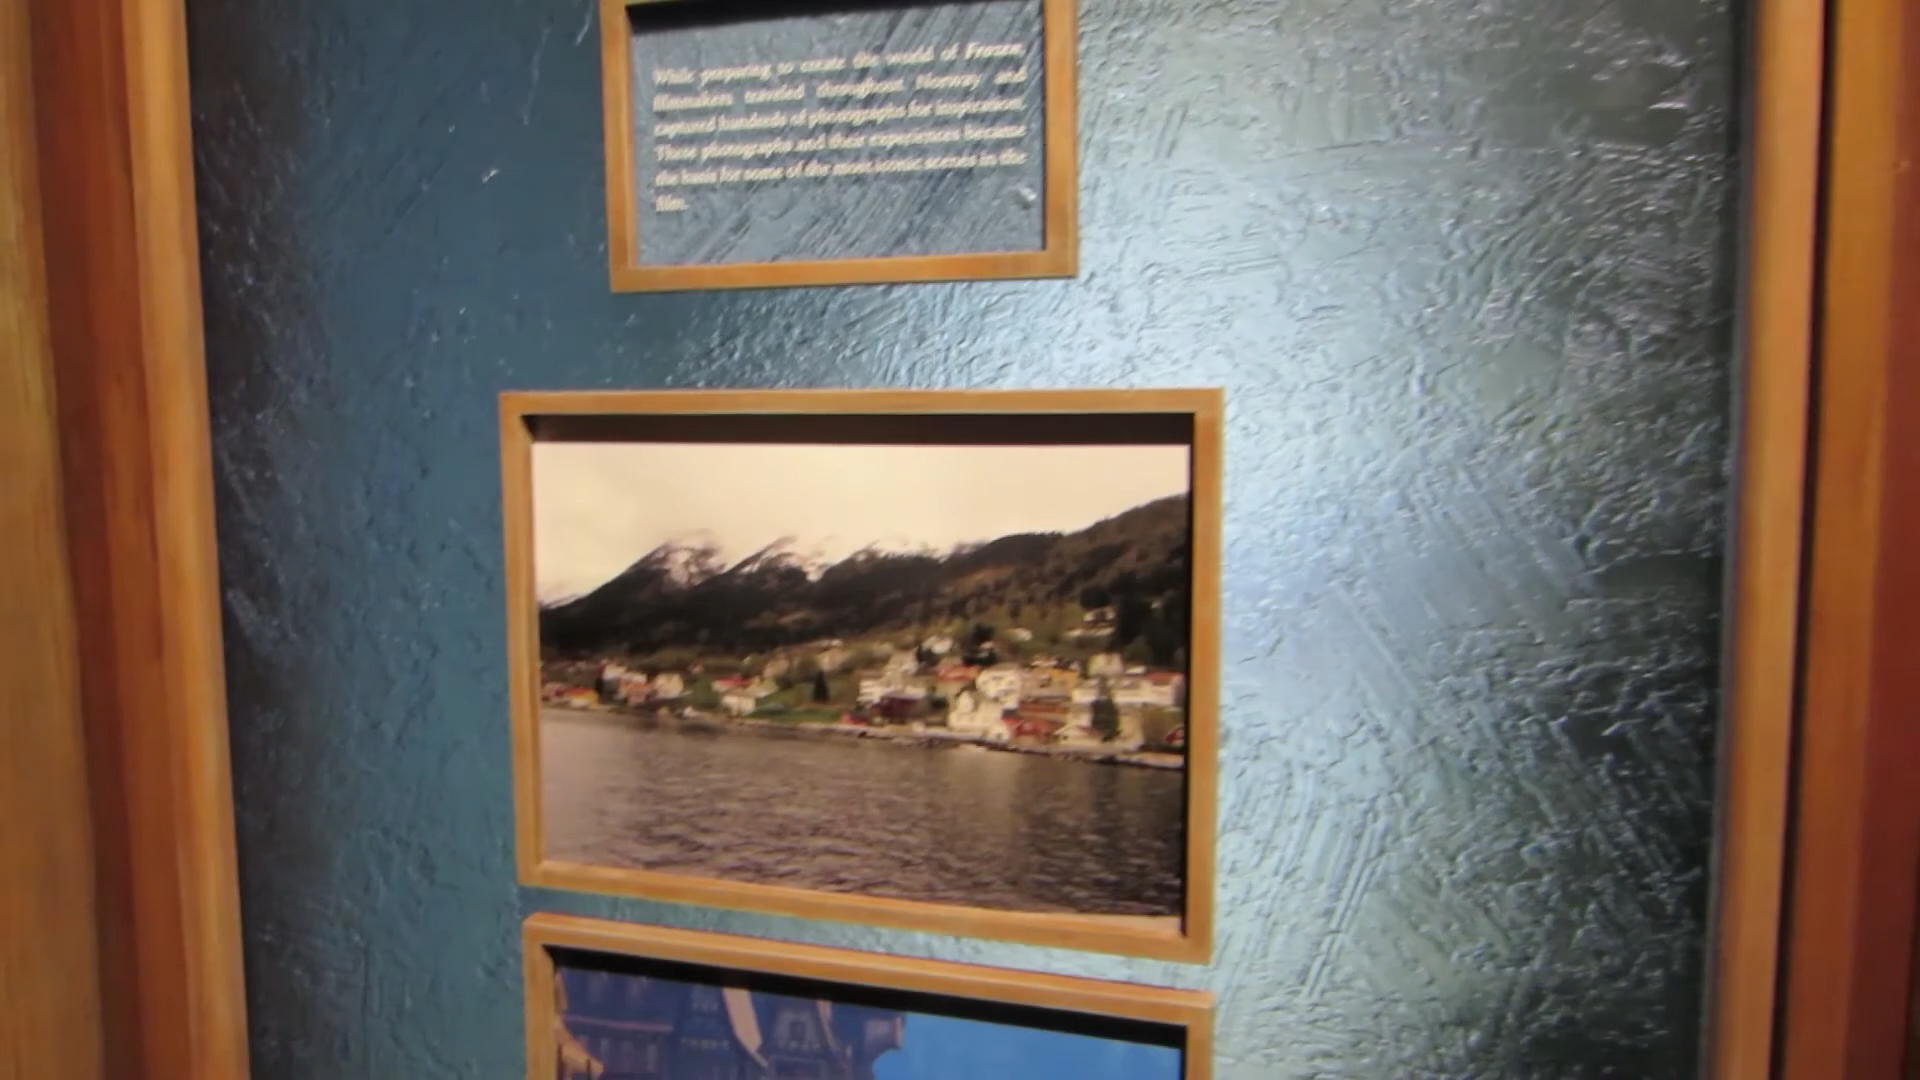 While preparing to create the world of Frozen,
filmmakers traveled throughout Norway and
captured hundreds of photographs for inspiration.
These photographs and their experiences became
the basis for some of the most iconic scenes in the
film.